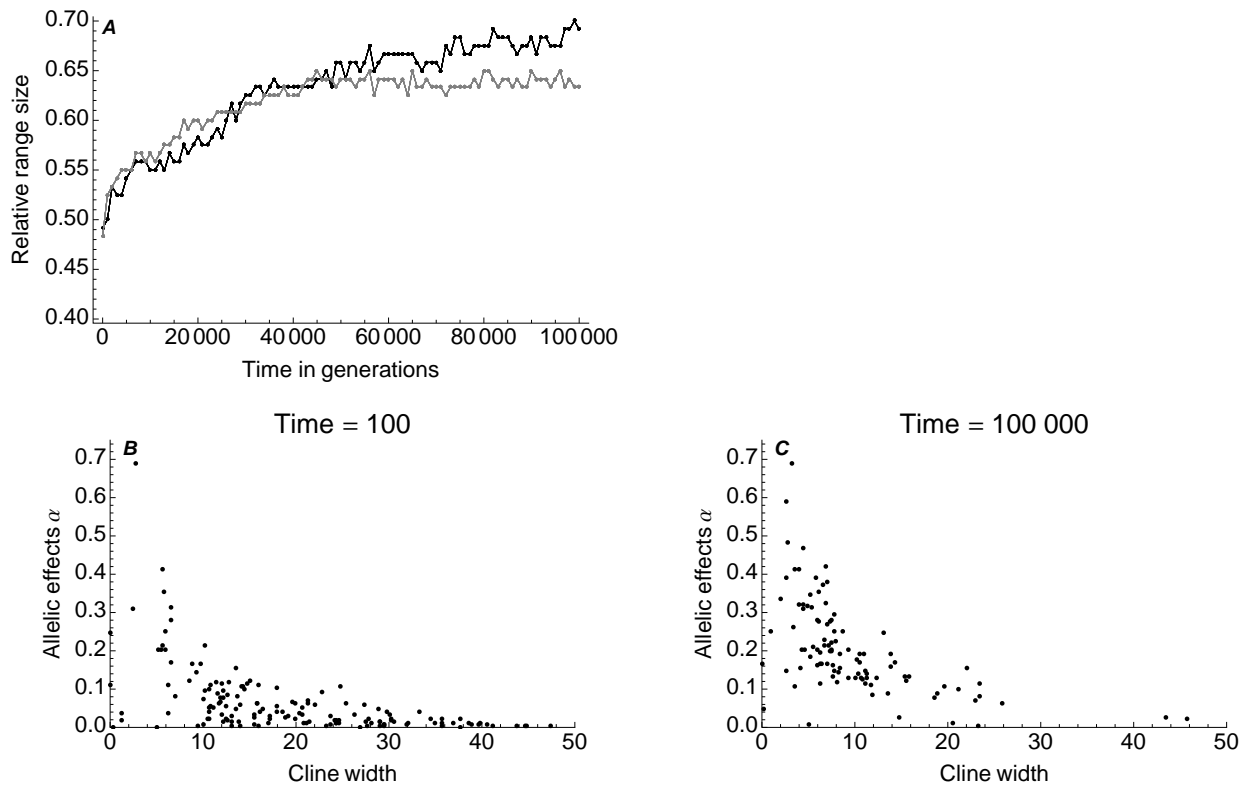 A
0.70
0.65
0.60
0.55
0.50
0.45
0.40
Relative range size
0 20 000 40 000 60 000 80 000 100 000
Time in generations
Time = 100
B
0.7
0.6
0.5
0.4
0.3
0.2
0.1
0.0
Allelic effects α
0 10 20 30 40 50
Cline width
Time = 100 000
C
0.7
0.6
0.5
0.4
0.3
0.2
0.1
0.0
Allelic effects α
0 10 20 30 40 50
Cline width